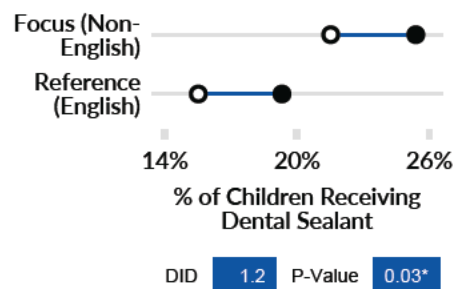 Focus (Non-
English)
Reference
(English)
14% 20% 26%
% of Children Receiving
Dental Sealant
DID 1.2 P-Value 0.03*